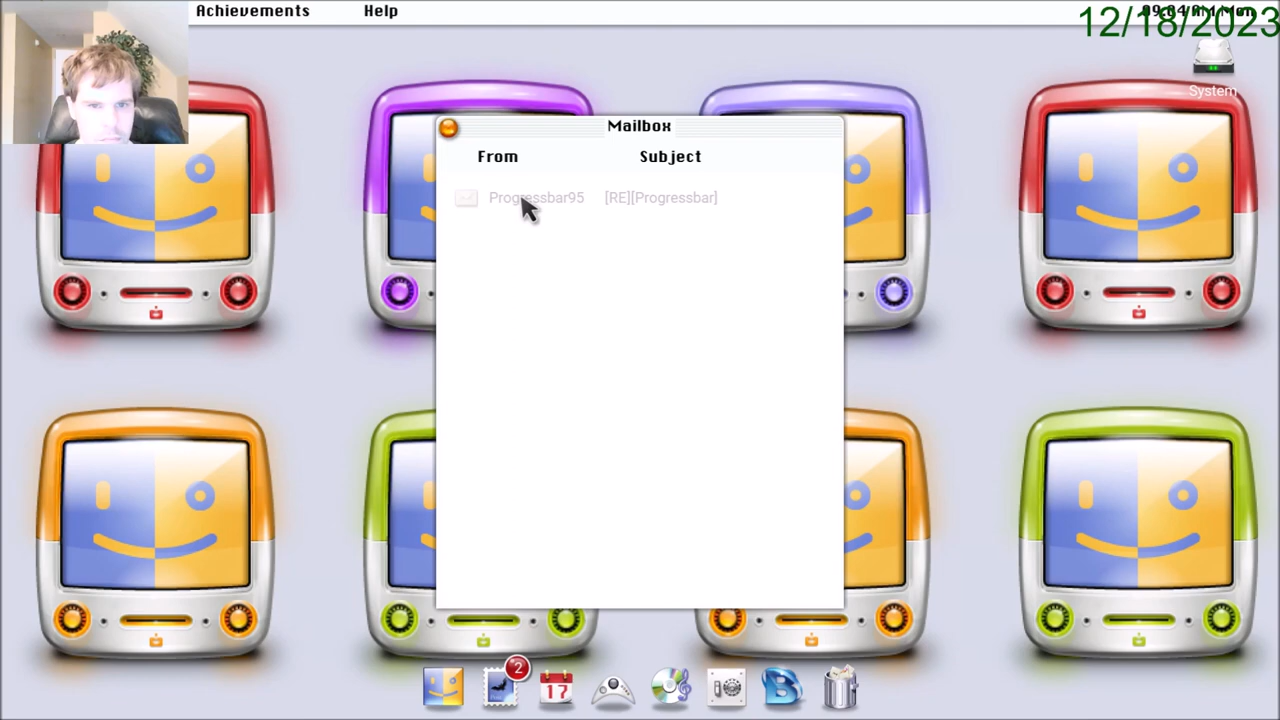 Achievements Help
12/18/2023
System
Mailbox
From Subject
Progressbar95 [RE][Progressbar]
2
17